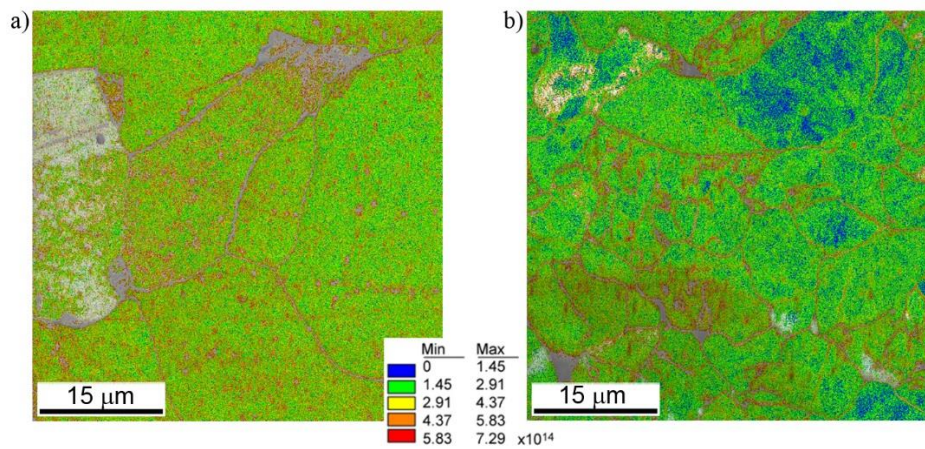 a)
b)
15 μm
15 μm
Min Max
0 1.45
1.45 2.91
2.91 4.37
4.37 5.83
5.83 7.29 x10¹⁴